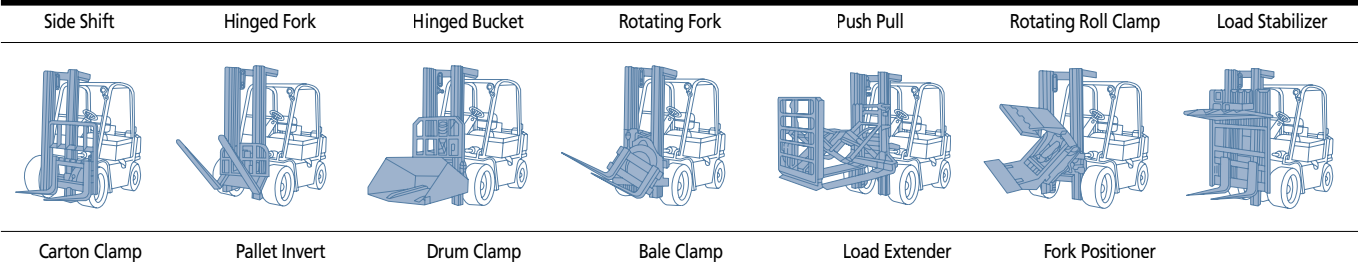 Side Shift Hinged Fork Hinged Bucket Rotating Fork Push Pull Rotating Roll Clamp Load Stabilizer
Carton Clamp Pallet Invert Drum Clamp Bale Clamp Load Extender Fork Positioner